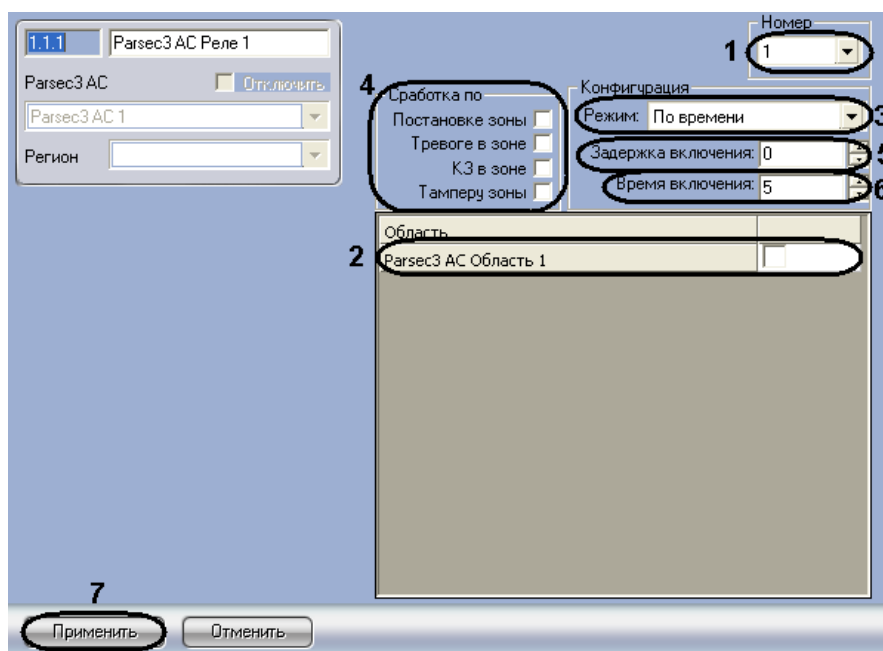 1.1.1 Parsec3 AC Реле 1
Parsec3 AC Отключить
Parsec3 AC 1
Регион
Номер
1 1
4
Сработка по
Постановке зоны
Тревоге в зоне
КЗ в зоне
Тамперу зоны
Конфигурация
Режим: По времени 3
Задержка включения: 0 5
Время включения: 5 6
Область
2 Parsec3 AC Область 1
7
Применить Отменить